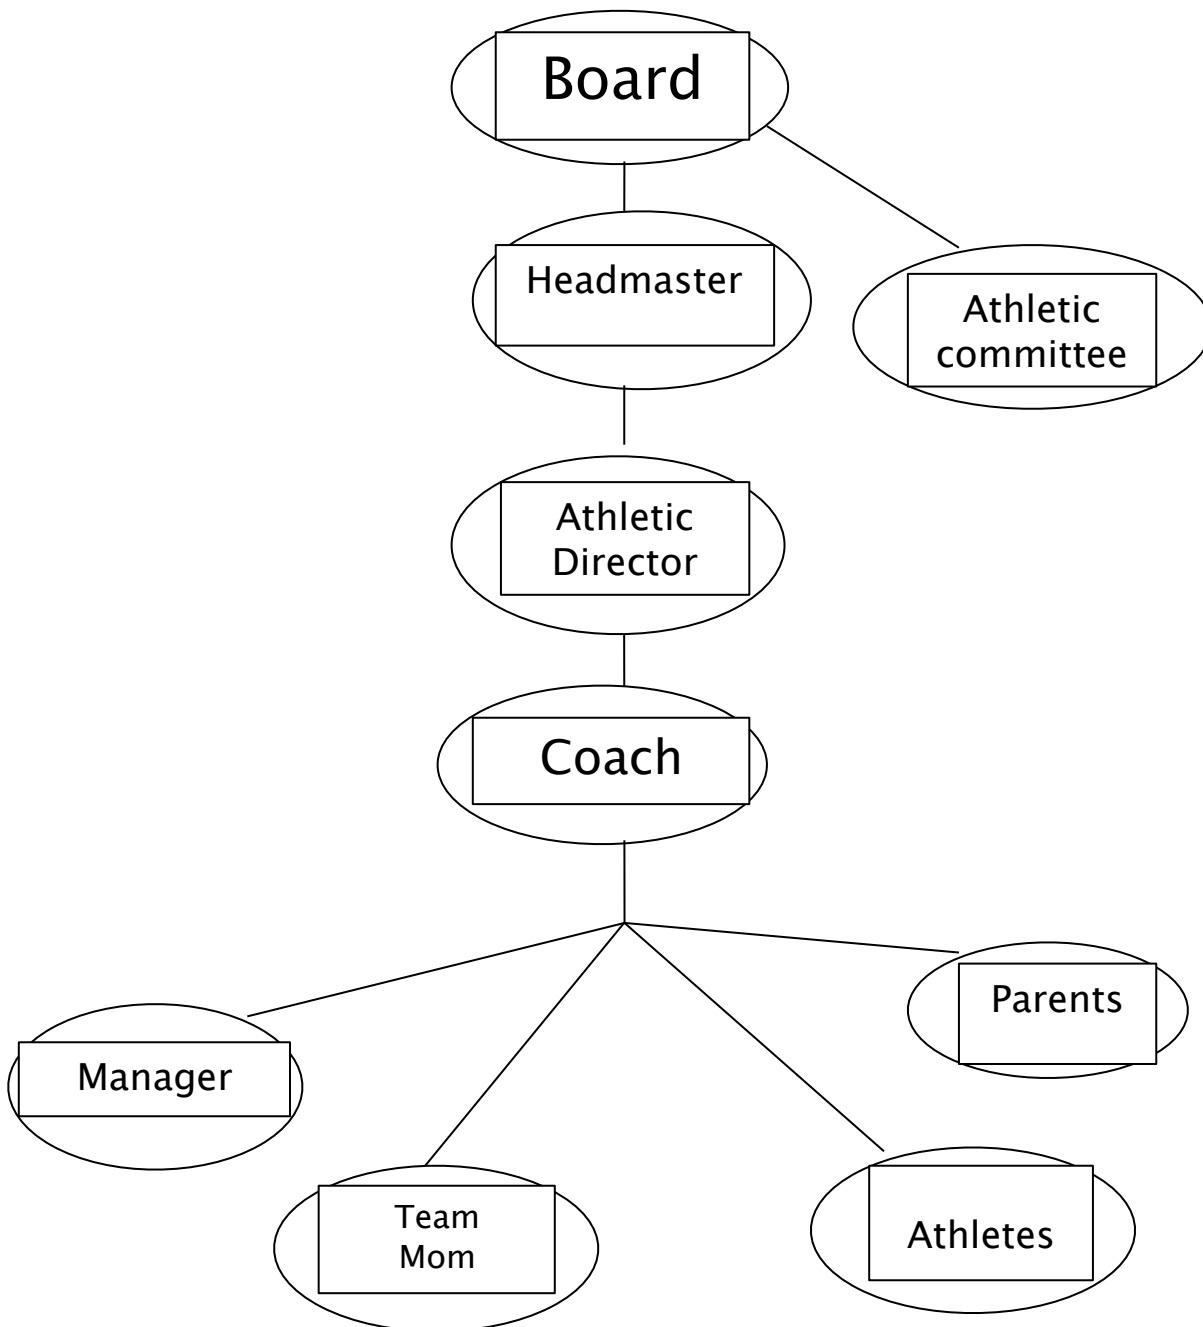 Board
Headmaster
Athletic
committee
Athletic
Director
Coach
Parents
Manager
Team
Mom
Athletes